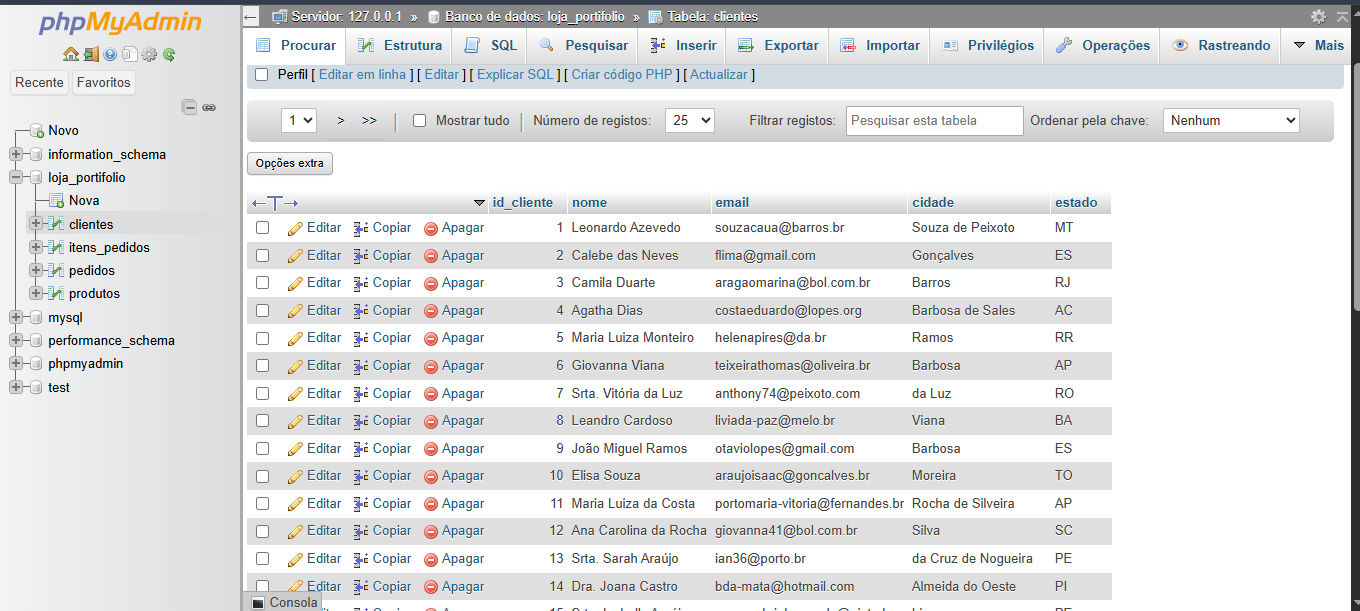 phpMyAdmin
Recente Favoritos
Novo
information_schema
loja_portifolio
Nova
clientes
itens_pedidos
pedidos
produtos
mysql
performance_schema
phpmyadmin
test
Servidor: 127.0.0.1 » Banco de dados: loja_portifolio » Tabela: clientes
Procurar Estrutura SQL Pesquisar Inserir Exportar Importar Privilégios Operações Rastreando Mais
Perfil [ Editar em linha ] [ Editar ] [ Explicar SQL ] [ Criar código PHP ] [ Actualizar ]
1 > >> Mostrar tudo Número de registos: 25 Filtrar registos: Pesquisar esta tabela Ordenar pela chave: Nenhum
Opções extra
←T→ id_cliente nome email cidade estado
Editar Copiar Apagar 1 Leonardo Azevedo souzacaua@barros.br Souza de Peixoto MT
Editar Copiar Apagar 2 Calebe das Neves flima@gmail.com Gonçalves ES
Editar Copiar Apagar 3 Camila Duarte aragaomarina@bol.com.br Barros RJ
Editar Copiar Apagar 4 Agatha Dias costaeduardo@lopes.org Barbosa de Sales AC
Editar Copiar Apagar 5 Maria Luiza Monteiro helenapires@da.br Ramos RR
Editar Copiar Apagar 6 Giovanna Viana teixeirathomas@oliveira.br Barbosa AP
Editar Copiar Apagar 7 Srta. Vitória da Luz anthony74@peixoto.com da Luz RO
Editar Copiar Apagar 8 Leandro Cardoso liviada-paz@melo.br Viana BA
Editar Copiar Apagar 9 João Miguel Ramos otaviolopes@gmail.com Barbosa ES
Editar Copiar Apagar 10 Elisa Souza araujoisaac@goncalves.br Moreira TO
Editar Copiar Apagar 11 Maria Luiza da Costa portomaria-vitoria@fernandes.br Rocha de Silveira AP
Editar Copiar Apagar 12 Ana Carolina da Rocha giovanna41@bol.com.br Silva SC
Editar Copiar Apagar 13 Srta. Sarah Araújo ian36@porto.br da Cruz de Nogueira PE
Editar Copiar Apagar 14 Dra. Joana Castro bda-mata@hotmail.com Almeida do Oeste PI
Consola